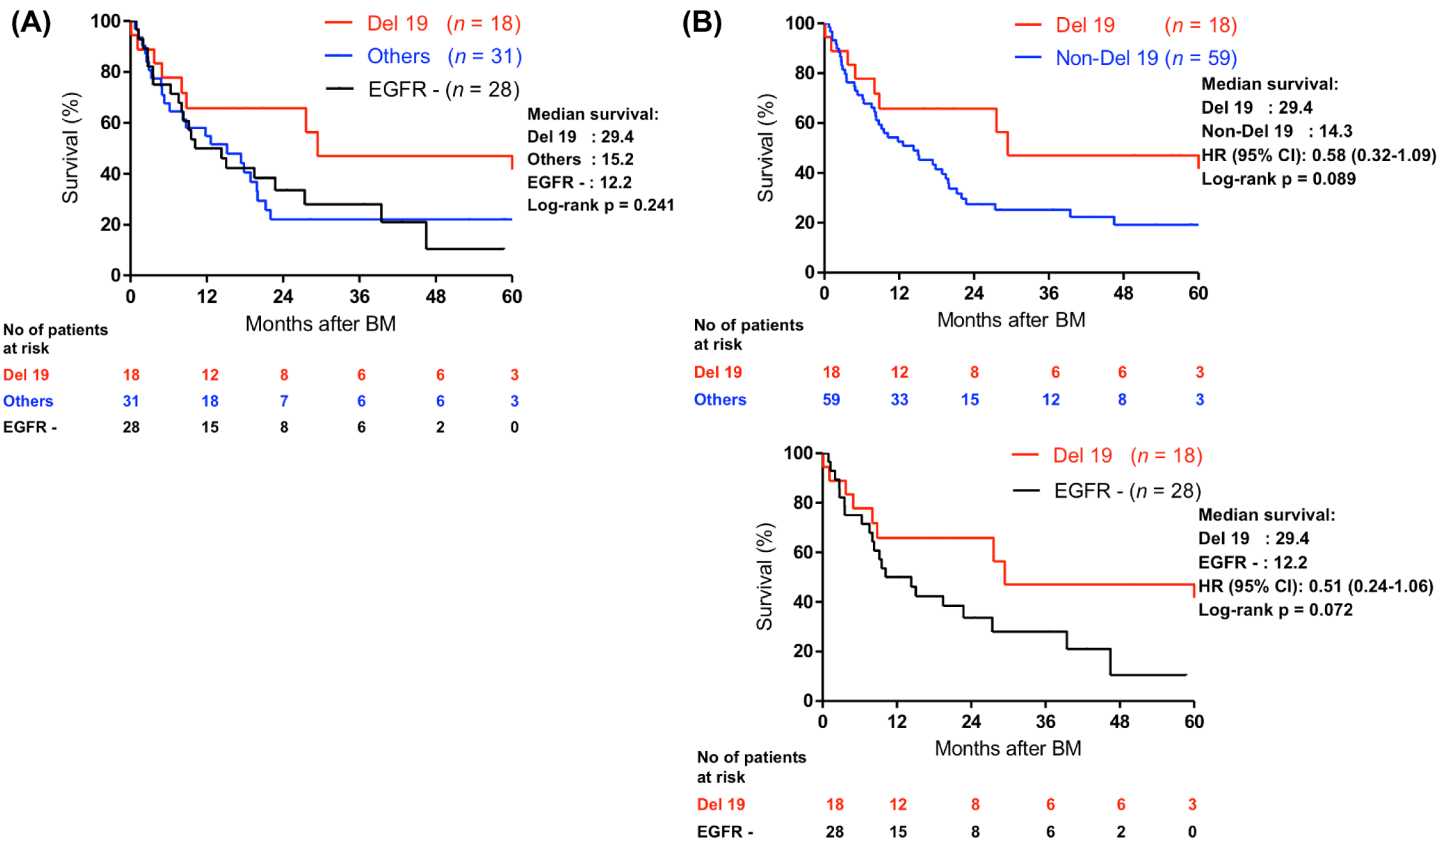 (A)
Del 19 (n = 18)
Others (n = 31)
EGFR - (n = 28)
Median survival:
Del 19 : 29.4
Others : 15.2
EGFR - : 12.2
Log-rank p = 0.241
Survival (%)
100
80
60
40
20
0
0 12 24 36 48 60
Months after BM
No of patients
at risk
Del 19 18 12 8 6 6 3
Others 31 18 7 6 6 3
EGFR - 28 15 8 6 2 0
(B)
Del 19 (n = 18)
Non-Del 19 (n = 59)
Median survival:
Del 19 : 29.4
Non-Del 19 : 14.3
HR (95% CI): 0.58 (0.32-1.09)
Log-rank p = 0.089
Survival (%)
100
80
60
40
20
0
0 12 24 36 48 60
Months after BM
No of patients
at risk
Del 19 18 12 8 6 6 3
Others 59 33 15 12 8 3
Del 19 (n = 18)
EGFR - (n = 28)
Median survival:
Del 19 : 29.4
EGFR - : 12.2
HR (95% CI): 0.51 (0.24-1.06)
Log-rank p = 0.072
Survival (%)
100
80
60
40
20
0
0 12 24 36 48 60
Months after BM
No of patients
at risk
Del 19 18 12 8 6 6 3
EGFR - 28 15 8 6 2 0